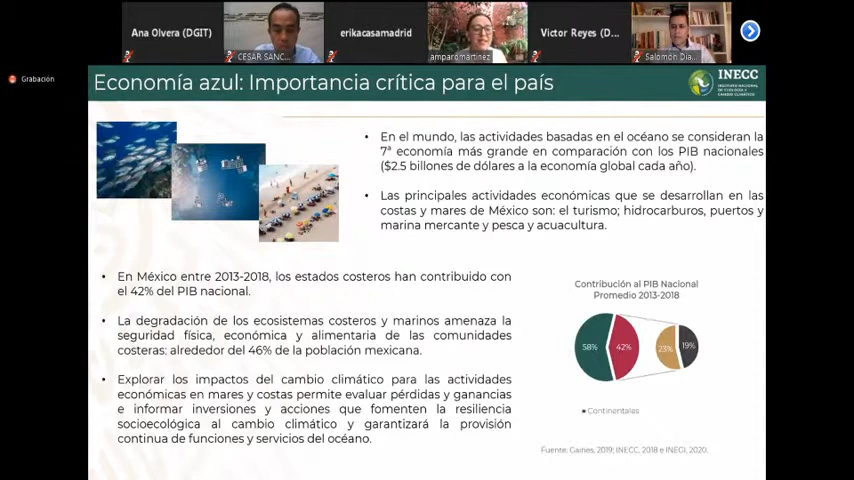 Ana Olvera (DGIT)
erikacasamadrid
Victor Reyes (D...
CESAR SANC...
amparomartinez
Salomón Dia...
Grabación
Economía azul: Importancia crítica para el país
INECC
INSTITUTO NACIONAL
DE ECOLOGÍA Y
CAMBIO CLIMÁTICO
• En el mundo, las actividades basadas en el océano se consideran la
7ª economía más grande en comparación con los PIB nacionales
($2.5 billones de dólares a la economía global cada año).
• Las principales actividades económicas que se desarrollan en las
costas y mares de México son: el turismo; hidrocarburos, puertos y
marina mercante y pesca y acuacultura.
• En México entre 2013-2018, los estados costeros han contribuido con
el 42% del PIB nacional.
• La degradación de los ecosistemas costeros y marinos amenaza la
seguridad física, económica y alimentaria de las comunidades
costeras: alrededor del 46% de la población mexicana.
• Explorar los impactos del cambio climático para las actividades
económicas en mares y costas permite evaluar pérdidas y ganancias
e informar inversiones y acciones que fomenten la resiliencia
socioecológica al cambio climático y garantizará la provisión
continua de funciones y servicios del océano.
Contribución al PIB Nacional
Promedio 2013-2018
58%
42%
23%
19%
Continentales
Fuente: Gaines, 2019; INECC, 2018 e INEGI, 2020.